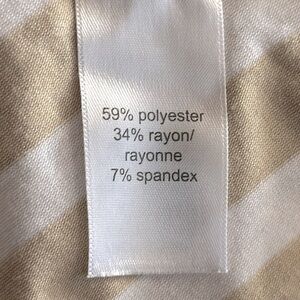 59% polyester
34% rayon/
rayonne
7% spandex